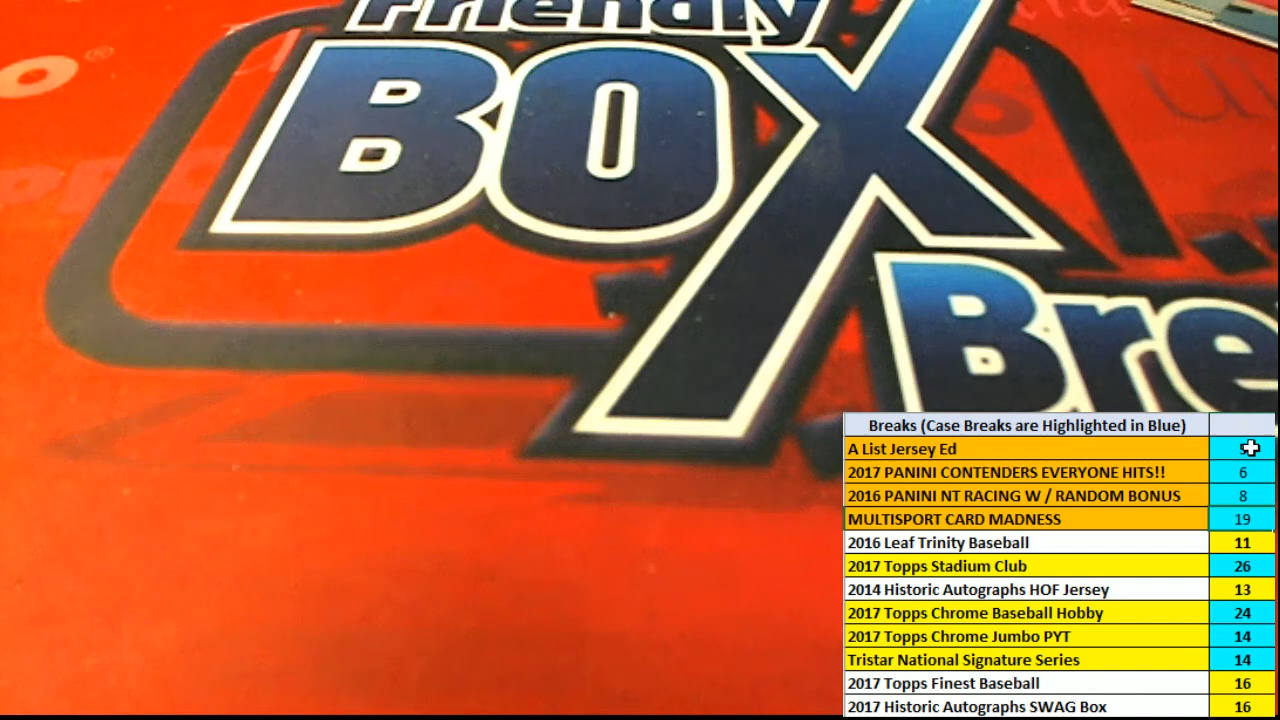 Friendly
BOX
Bre
Breaks (Case Breaks are Highlighted in Blue)
A List Jersey Ed
2017 PANINI CONTENDERS EVERYONE HITS!! 6
2016 PANINI NT RACING W / RANDOM BONUS 8
MULTISPORT CARD MADNESS 19
2016 Leaf Trinity Baseball 11
2017 Topps Stadium Club 26
2014 Historic Autographs HOF Jersey 13
2017 Topps Chrome Baseball Hobby 24
2017 Topps Chrome Jumbo PYT 14
Tristar National Signature Series 14
2017 Topps Finest Baseball 16
2017 Historic Autographs SWAG Box 16